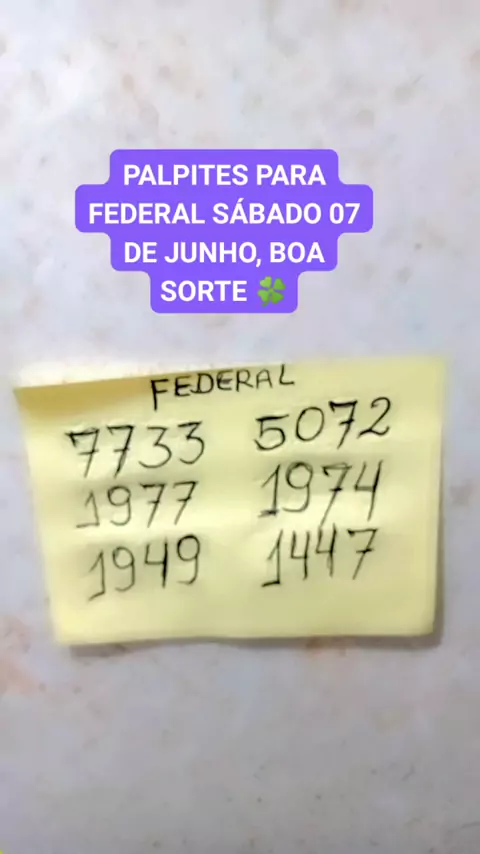 PALPITES PARA
FEDERAL SÁBADO 07
DE JUNHO, BOA
SORTE 🍀
FEDERAL
7733 5072
1977 1974
1949 1447